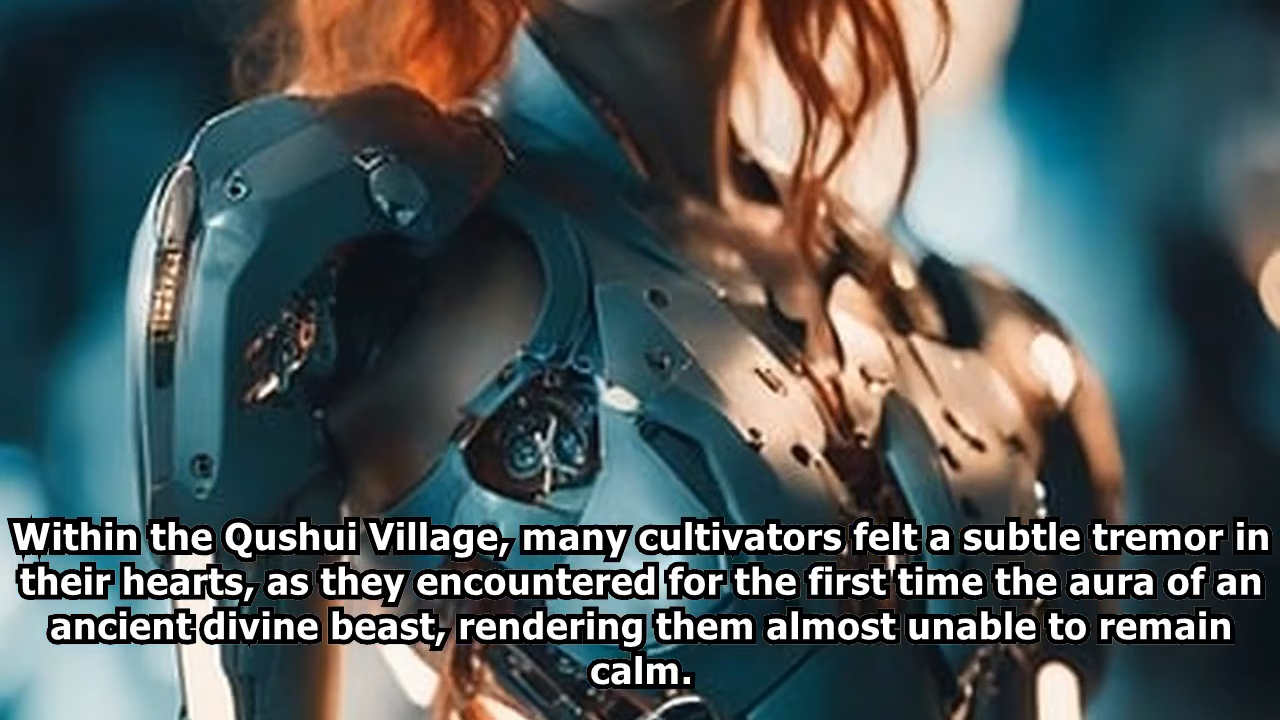 Within the Qushui Village, many cultivators felt a subtle tremor in
their hearts, as they encountered for the first time the aura of an
ancient divine beast, rendering them almost unable to remain
calm.